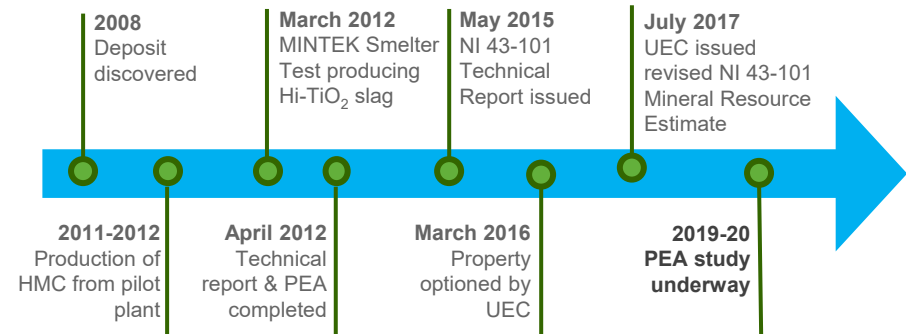 2008
Deposit
discovered
March 2012
MINTEK Smelter
Test producing
Hi-TiO₂ slag
May 2015
NI 43-101
Technical
Report issued
July 2017
UEC issued
revised NI 43-101
Mineral Resource
Estimate
2011-2012
Production of
HMC from pilot
plant
April 2012
Technical
report & PEA
completed
March 2016
Property
optioned by
UEC
2019-20
PEA study
underway